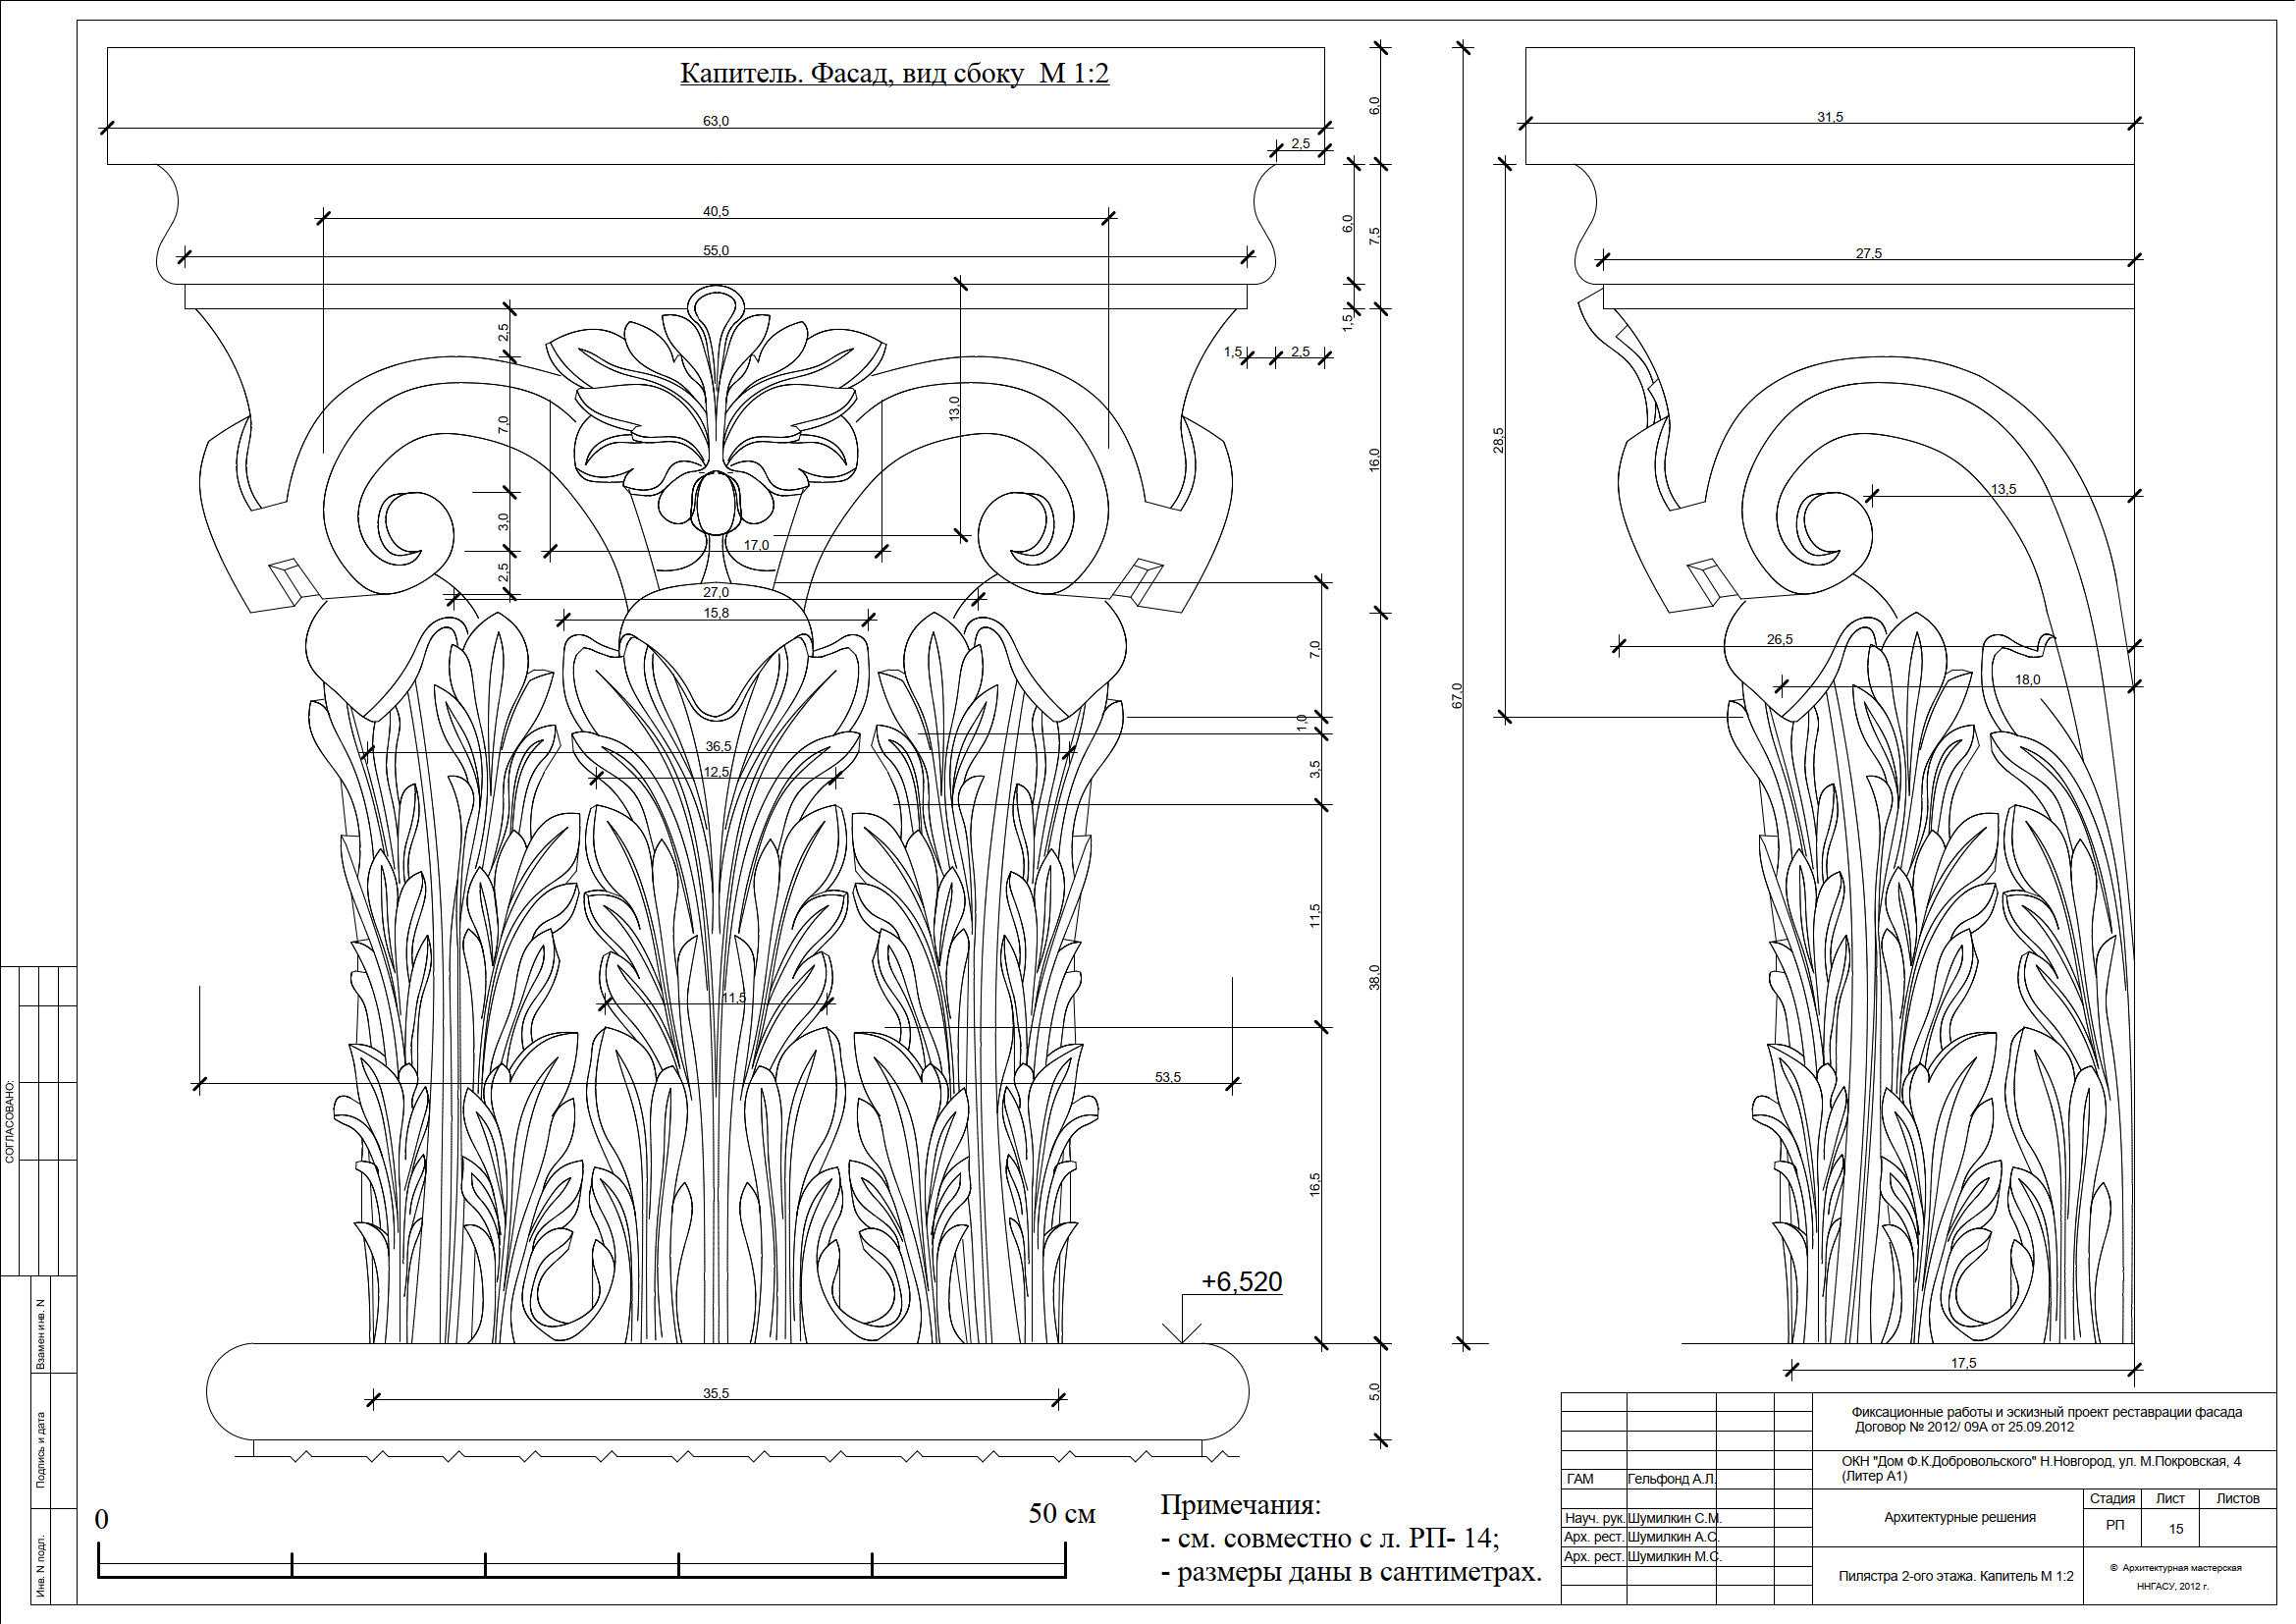 Капитель. Фасад, вид сбоку М 1:2
63,0
2,5
6,0
31,5
40,5
55,0
6,0
7,5
27,5
2,5
1,5
1,5
2,5
7,0
13,0
16,0
28,5
13,5
3,0
17,0
2,5
27,0
15,8
7,0
26,5
18,0
67,0
1,0
36,5
12,5
3,5
11,5
38,0
11,5
53,5
16,5
+6,520
17,5
35,5
5,0
СОГЛАСОВАНО:
Взамен инв. N
Подпись и дата
Инв. N подл.
0
50 см
Примечания:
- см. совместно с л. РП- 14;
- размеры даны в сантиметрах.
Фиксационные работы и эскизный проект реставрации фасада
Договор № 2012/ 09А от 25.09.2012
ОКН "Дом Ф.К.Добровольского" Н.Новгород, ул. М.Покровская, 4
(Литер А1)
ГАМ Гельфонд А.Л.
Науч. рук. Шумилкин С.М.
Арх. рест. Шумилкин А.С.
Арх. рест. Шумилкин М.С.
Архитектурные решения
Стадия Лист Листов
РП 15
Пилястра 2-ого этажа. Капитель М 1:2
© Архитектурная мастерская
ННГАСУ, 2012 г.